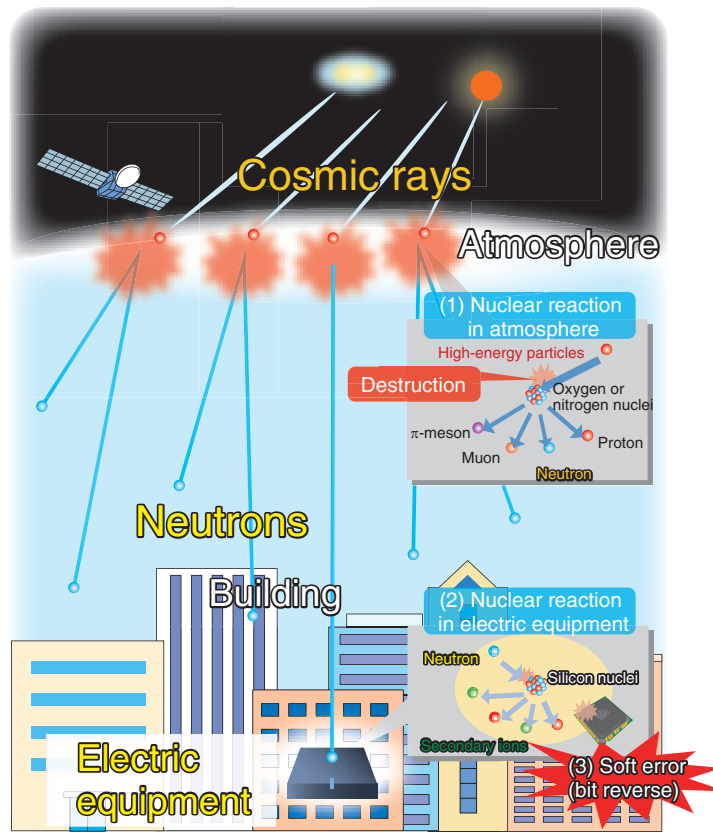 Cosmic rays
Atmosphere
(1) Nuclear reaction
in atmosphere
High-energy particles
Destruction
Oxygen or
nitrogen nuclei
π-meson
Proton
Muon
Neutron
Neutrons
Building
(2) Nuclear reaction
in electric equipment
Neutron
Silicon nuclei
Secondary ions
Electric
equipment
(3) Soft error
(bit reverse)